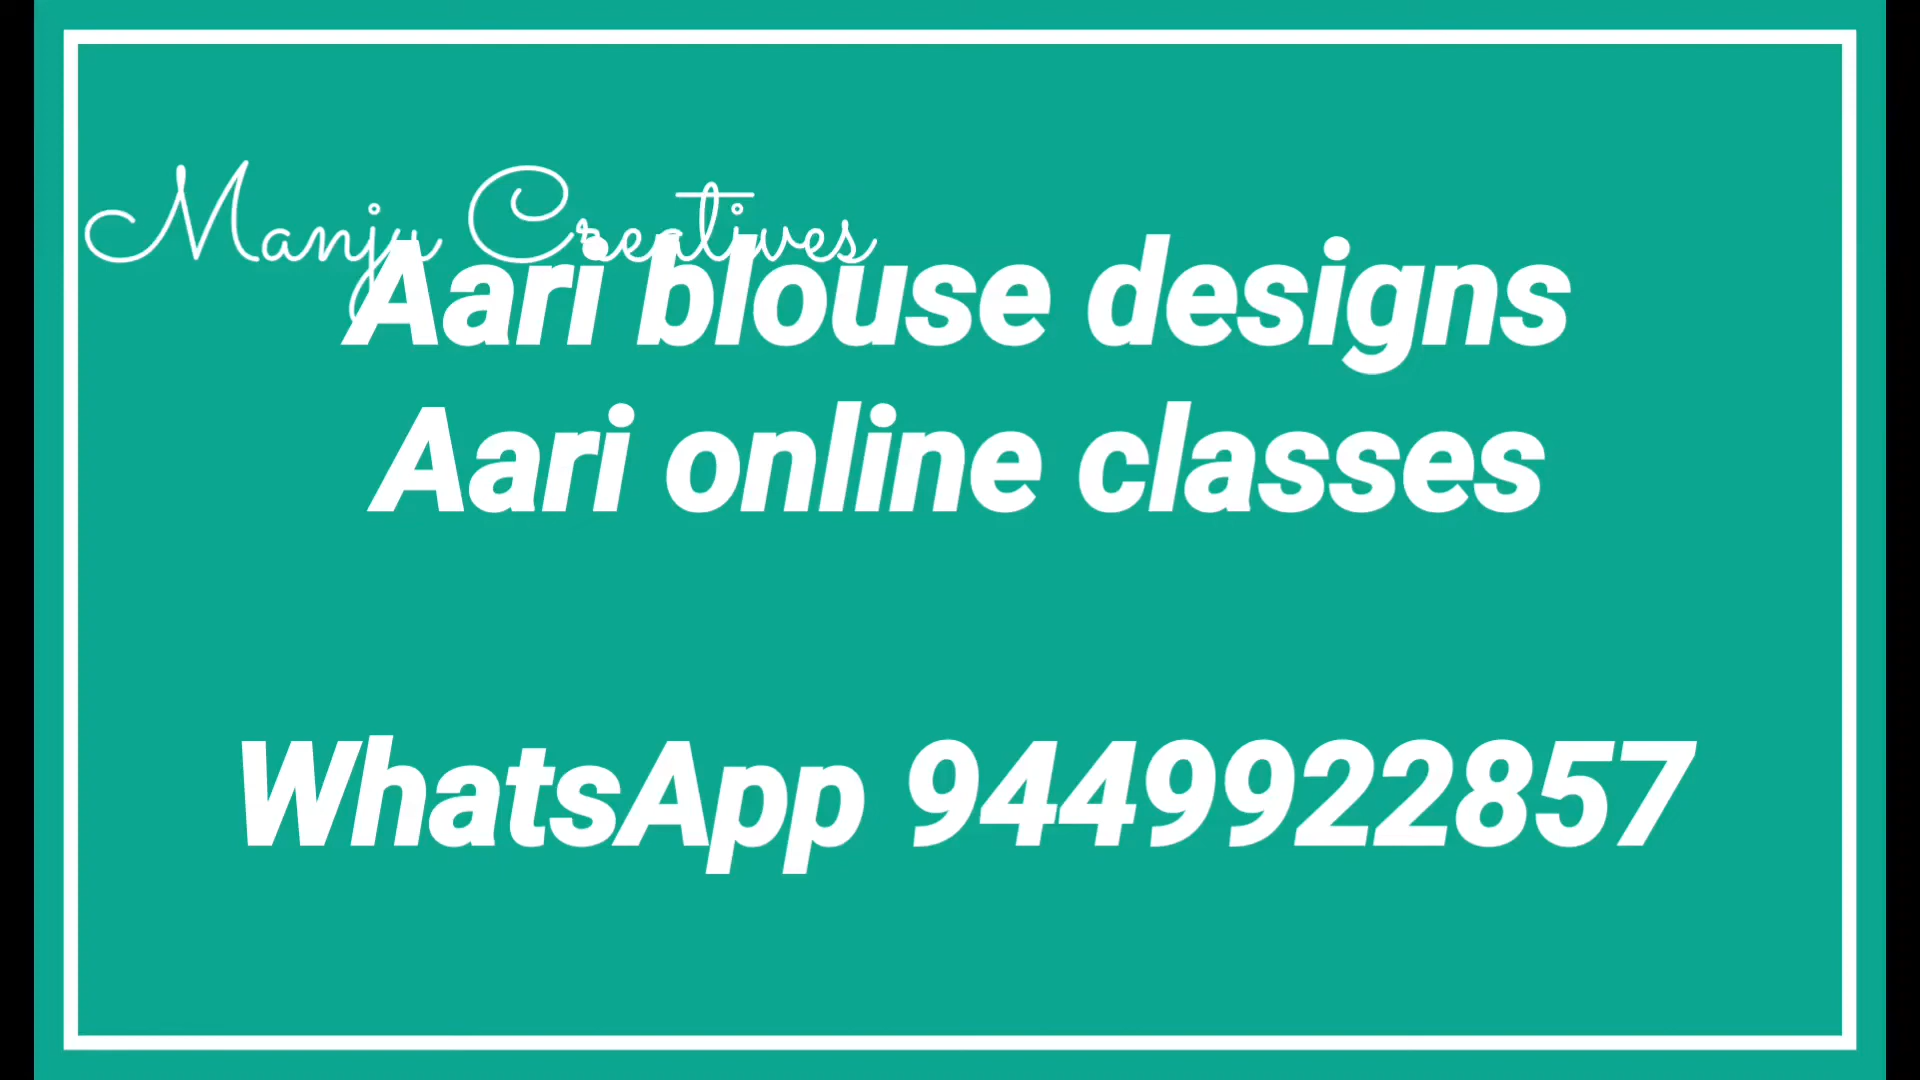 Manju Creatives
Aari blouse designs
Aari online classes
WhatsApp 9449922857